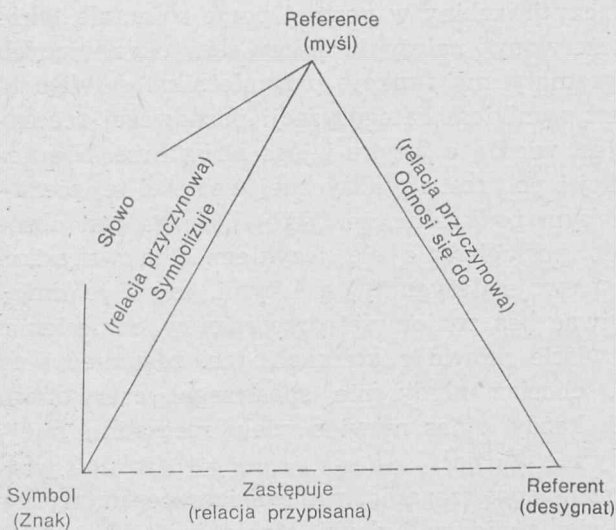 Reference
(myśl)
Słowo
(relacja przyczynowa)
Symbolizuje
(relacja przyczynowa)
Odnosi się do
Symbol
(Znak)
Zastępuje
(relacja przypisana)
Referent
(desygnat)